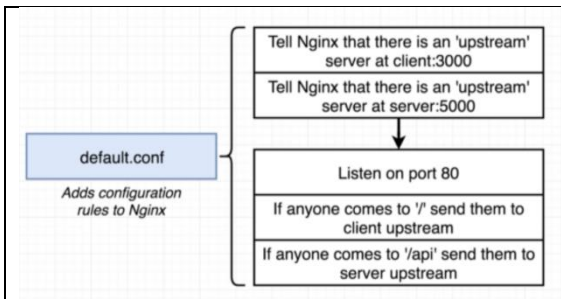 Tell Nginx that there is an 'upstream'
server at client:3000
Tell Nginx that there is an 'upstream'
server at server:5000
default.conf
Adds configuration
rules to Nginx
Listen on port 80
If anyone comes to '/' send them to
client upstream
If anyone comes to '/api' send them to
server upstream